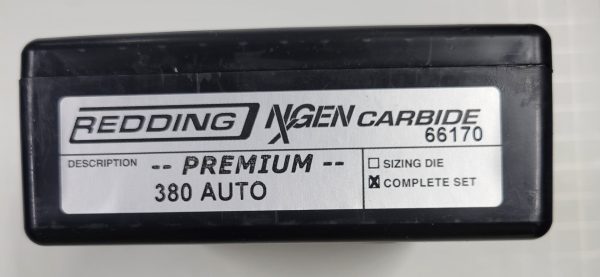 REDDING NXGEN CARBIDE
66170
DESCRIPTION -- PREMIUM --
380 AUTO
SIZING DIE
COMPLETE SET